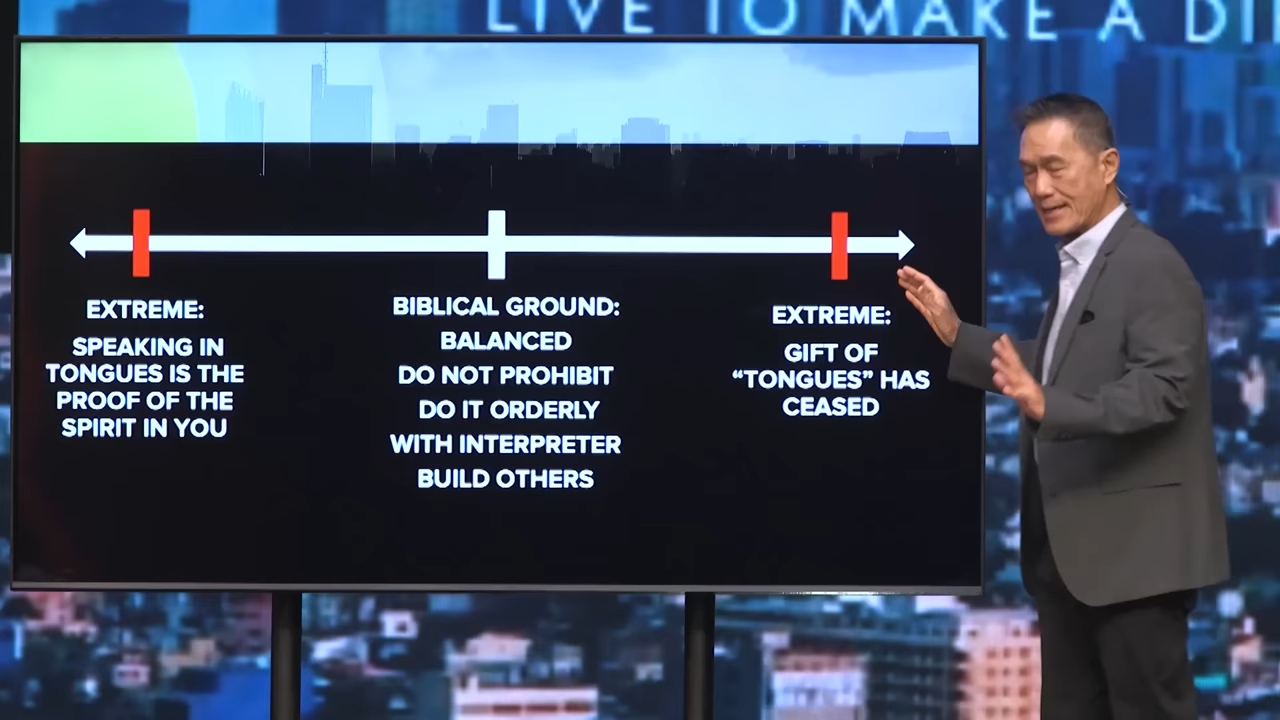 LIVE TO MAKE A DI
EXTREME:
SPEAKING IN
TONGUES IS THE
PROOF OF THE
SPIRIT IN YOU
BIBLICAL GROUND:
BALANCED
DO NOT PROHIBIT
DO IT ORDERLY
WITH INTERPRETER
BUILD OTHERS
EXTREME:
GIFT OF
“TONGUES” HAS
CEASED